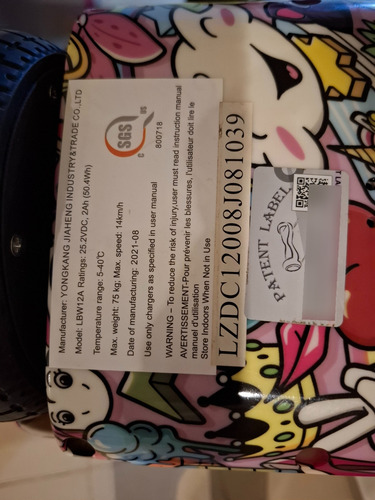 Manufacturer: YONGKANG JIAHENG INDUSTRY&TRADE CO.,LTD
Model: LBW12A Ratings: 25.2VDC, 2Ah (50.4Wh)
Temperature range: 5-40℃
Max. weight: 75 kg; Max. speed: 14km/h
Date of manufacturing: 2021-08
Use only chargers as specified in user manual
WARNING – To reduce the risk of injury,user must read instruction manual
AVERTISSEMENT-Pour prévenir les blessures, l'utilisateur doit lire le
manuel d'utilisation
Store Indoors When Not in Use
SGS
C US
800718
LZDC12008J081039
PATENT LABEL